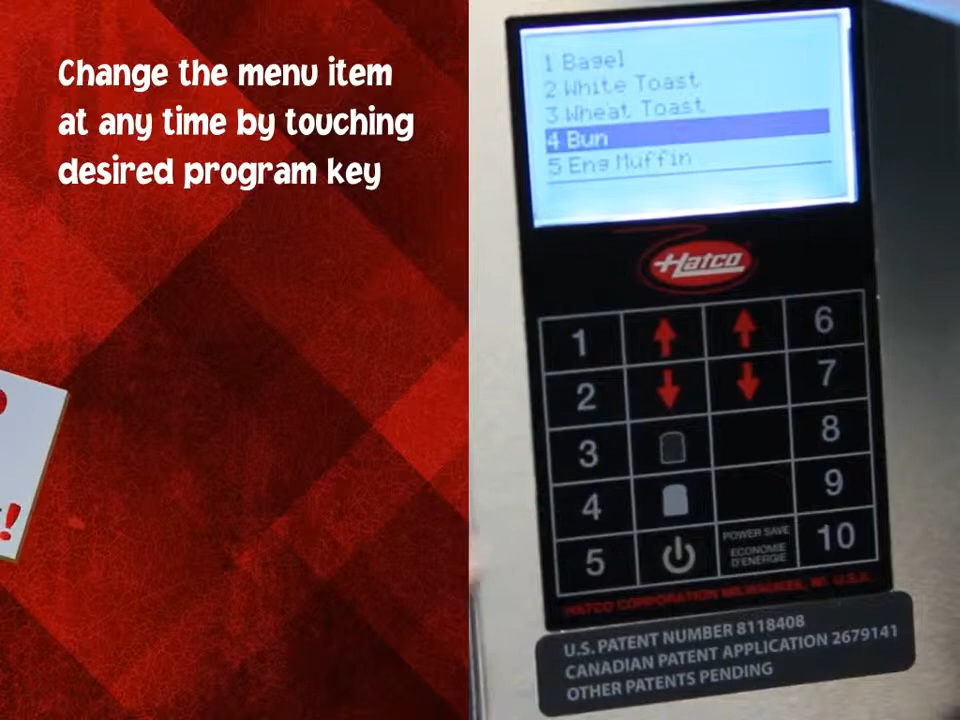 Change the menu item
at any time by touching
desired program key
1 Bagel
2 White Toast
3 Wheat Toast
4 Bun
5 Eng Muffin
Hatco
1
6
2
7
3
8
4
9
5
POWER SAVE
ECONOMIE
D'ENERGIE
10
HATCO CORPORATION MILWAUKEE, WI U.S.A.
U.S. PATENT NUMBER 8118408
CANADIAN PATENT APPLICATION 2679141
OTHER PATENTS PENDING
!